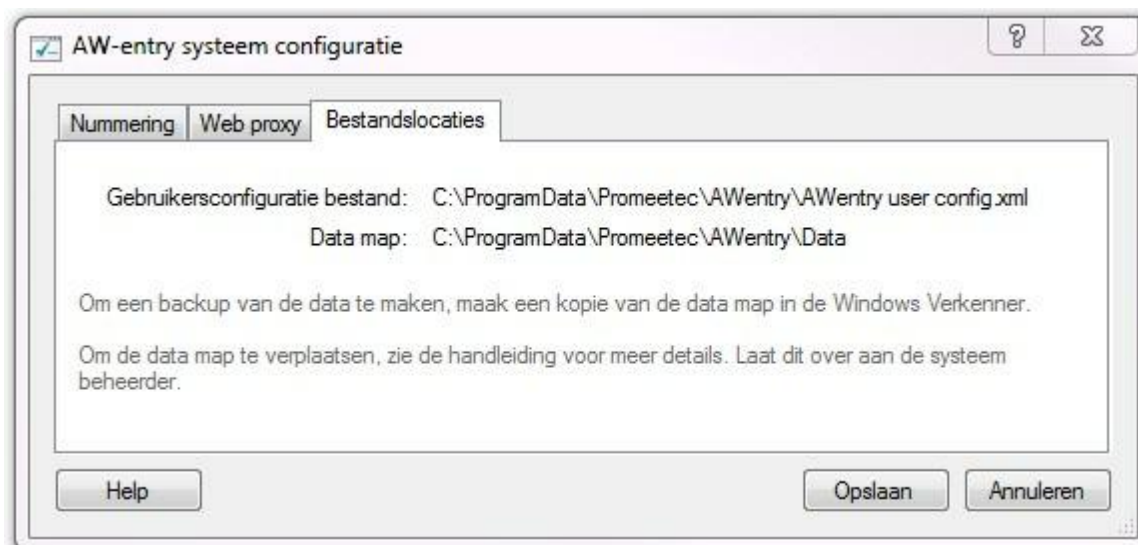 AW-entry systeem configuratie
Nummering Web proxy Bestandslocaties
Gebruikersconfiguratie bestand: C:\ProgramData\Promeetec\AWentry\AWentry user config.xml
Data map: C:\ProgramData\Promeetec\AWentry\Data
Om een backup van de data te maken, maak een kopie van de data map in de Windows Verkenner.
Om de data map te verplaatsen, zie de handleiding voor meer details. Laat dit over aan de systeem
beheerder.
Help Opslaan Annuleren